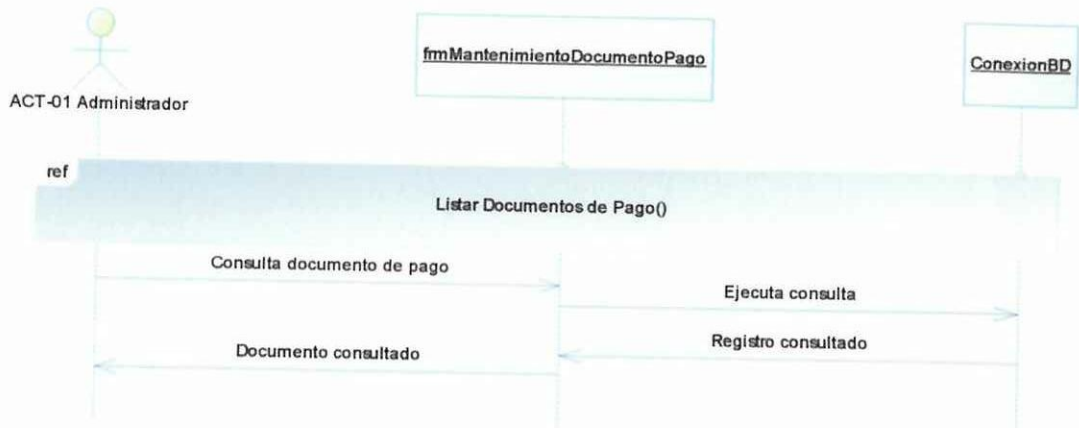 frmMantenimientoDocumentoPago
ConexionBD
ACT-01 Administrador
ref
Listar Documentos de Pago()
Consulta documento de pago
Ejecuta consulta
Registro consultado
Documento consultado